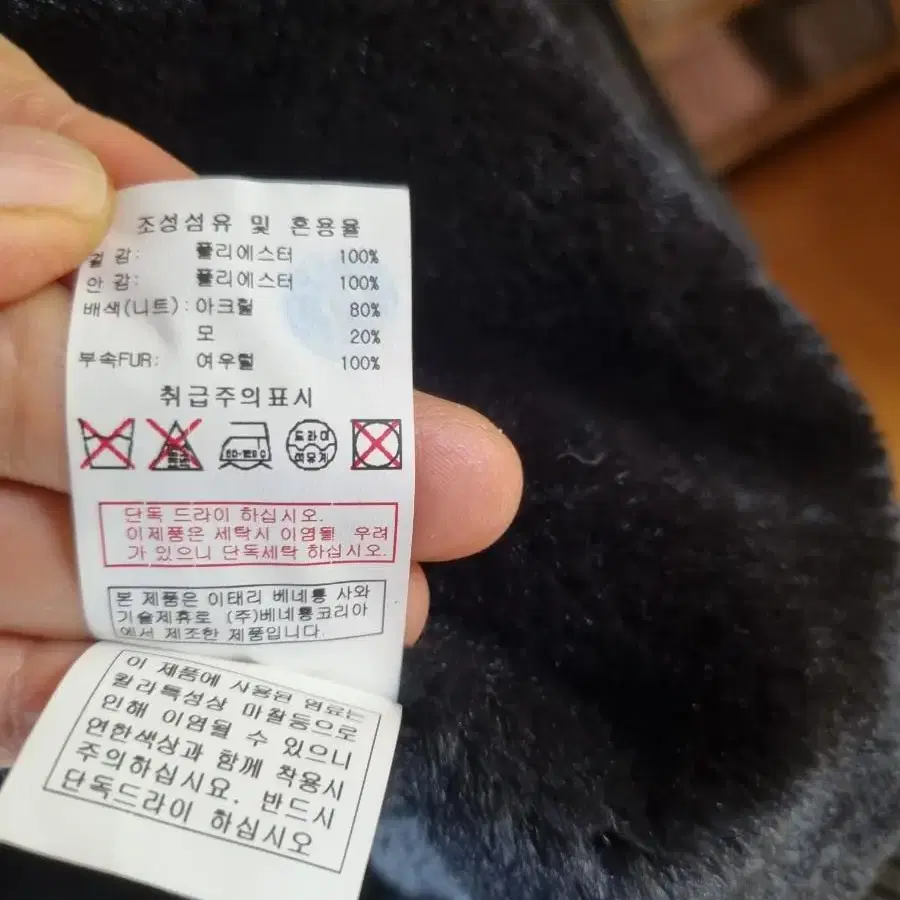 조성섬유 및 혼용율
겉 감: 폴리에스터 100%
안 감: 폴리에스터 100%
배색(니트): 아크릴 80%
모 20%
부속FUR: 여우털 100%
취급주의표시
드라이
단독 드라이 하십시오.
이제품은 세탁시 이염될 우려
가 있으니 단독세탁 하십시오.
본 제품은 이태리 베네통 사와
기술제휴로 (주)베네통코리아
에서 제조한 제품입니다.
이 제품에 사용된 염료는
칼라특성상 마찰등으로
인해 이염될 수 있으니
연한색상과 함께 착용시
주의하십시요. 반드시
단독드라이 하십시오